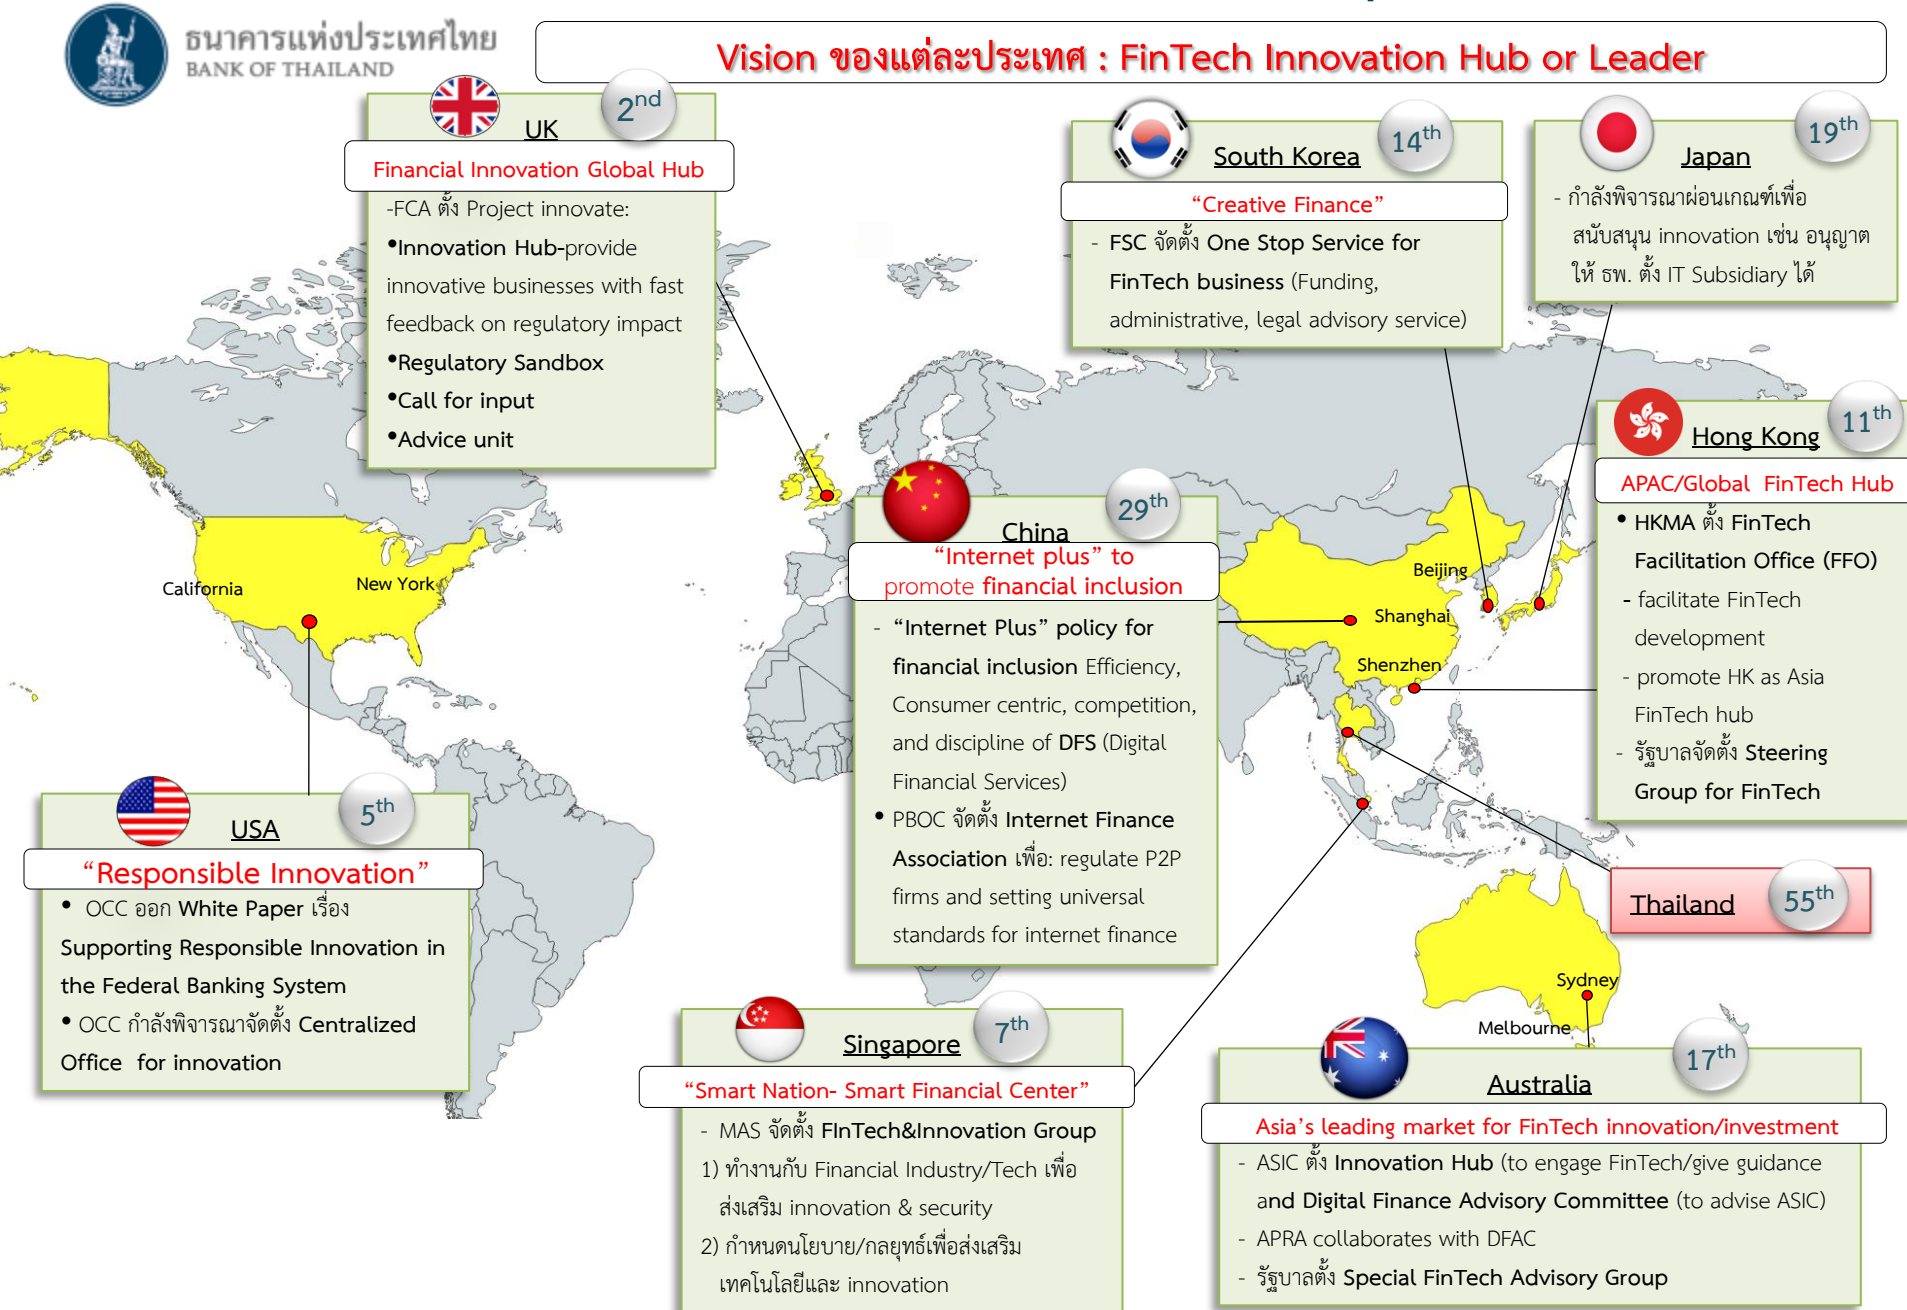 ธนาคารแห่งประเทศไทย
BANK OF THAILAND
Vision ของแต่ละประเทศ : FinTech Innovation Hub or Leader
UK
2nd
Financial Innovation Global Hub
-FCA ตั้ง Project innovate:
•Innovation Hub-provide
innovative businesses with fast
feedback on regulatory impact
•Regulatory Sandbox
•Call for input
•Advice unit
South Korea
14th
“Creative Finance”
- FSC จัดตั้ง One Stop Service for
FinTech business (Funding,
administrative, legal advisory service)
Japan
19th
- กำลังพิจารณาผ่อนเกณฑ์เพื่อ
สนับสนุน innovation เช่น อนุญาต
ให้ ธพ. ตั้ง IT Subsidiary ได้
Hong Kong
11th
APAC/Global FinTech Hub
• HKMA ตั้ง FinTech
Facilitation Office (FFO)
- facilitate FinTech
development
- promote HK as Asia
FinTech hub
- รัฐบาลจัดตั้ง Steering
Group for FinTech
China
29th
“Internet plus” to
promote financial inclusion
- “Internet Plus” policy for
financial inclusion Efficiency,
Consumer centric, competition,
and discipline of DFS (Digital
Financial Services)
• PBOC จัดตั้ง Internet Finance
Association เพื่อ: regulate P2P
firms and setting universal
standards for internet finance
California
New York
Beijing
Shanghai
Shenzhen
USA
5th
“Responsible Innovation”
• OCC ออก White Paper เรื่อง
Supporting Responsible Innovation in
the Federal Banking System
• OCC กำลังพิจารณาจัดตั้ง Centralized
Office for innovation
Thailand
55th
Sydney
Melbourne
Singapore
7th
“Smart Nation- Smart Financial Center”
- MAS จัดตั้ง FInTech&Innovation Group
1) ทำงานกับ Financial Industry/Tech เพื่อ
ส่งเสริม innovation & security
2) กำหนดนโยบาย/กลยุทธ์เพื่อส่งเสริม
เทคโนโลยีและ innovation
Australia
17th
Asia’s leading market for FinTech innovation/investment
- ASIC ตั้ง Innovation Hub (to engage FinTech/give guidance
and Digital Finance Advisory Committee (to advise ASIC)
- APRA collaborates with DFAC
- รัฐบาลตั้ง Special FinTech Advisory Group